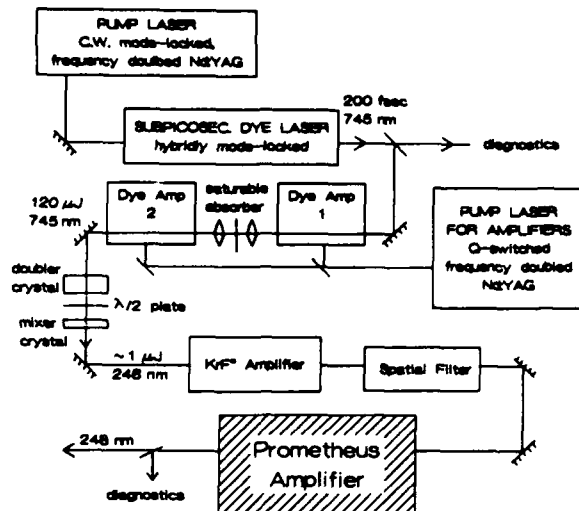 PUMP LASER
C.W. mode-locked,
frequency doulbed Nd:YAG
200 fsec
745 nm
SUBPICOSEC. DYE LASER
hybridly mode-locked
diagnostics
120 μJ
745 nm
Dye Amp
2
saturable
absorber
Dye Amp
1
PUMP LASER
FOR AMPLIFIERS
Q-switched
frequency doubled
Nd:YAG
doubler
crystal
λ/2 plate
mixer
crystal
~ 1 μJ
248 nm
KrF* Amplifier
Spatial Filter
248 nm
Prometheus
Amplifier
diagnostics